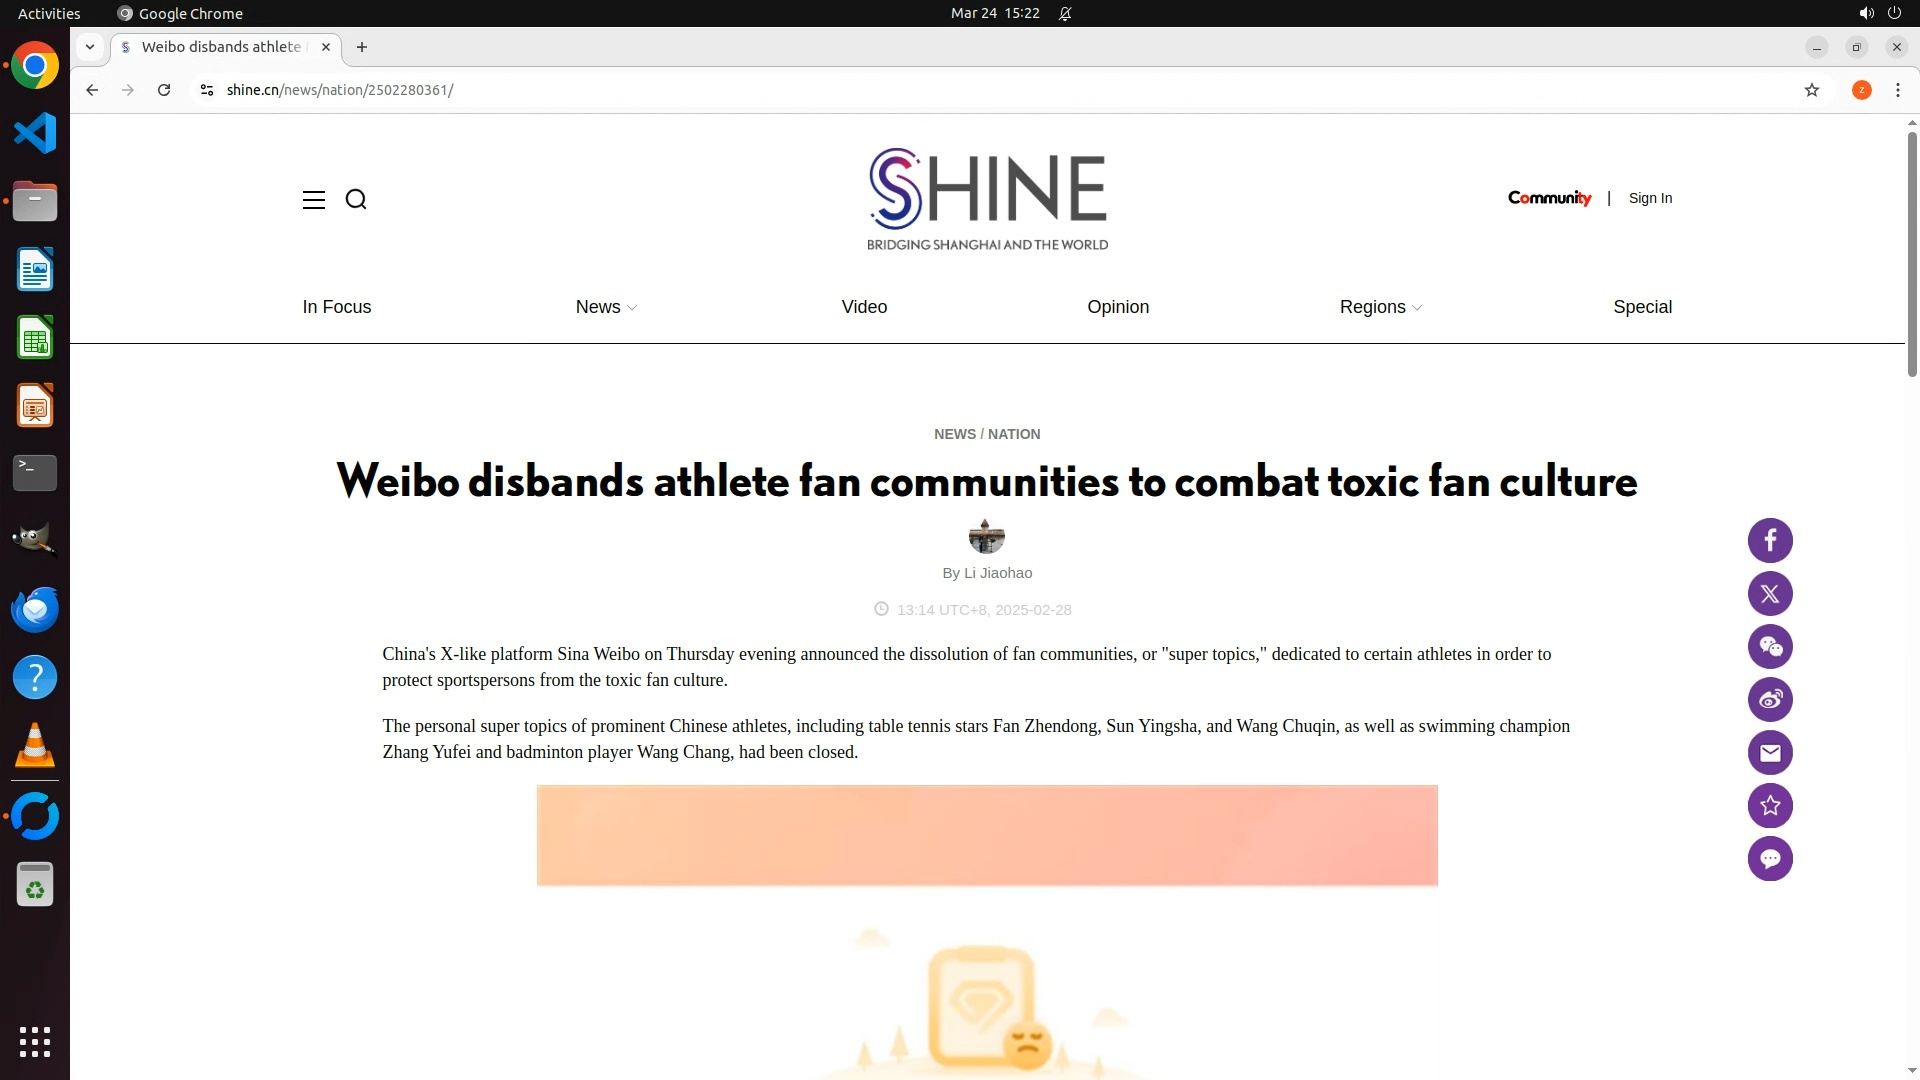 Activities
Google Chrome
Mar 24 15:22
Weibo disbands athlete
shine.cn/news/nation/2502280361/
Z
SHINE
BRIDGING SHANGHAI AND THE WORLD
Community | Sign In
In Focus
News
Video
Opinion
Regions
Special
NEWS / NATION
Weibo disbands athlete fan communities to combat toxic fan culture
By Li Jiaohao
13:14 UTC+8, 2025-02-28
China's X-like platform Sina Weibo on Thursday evening announced the dissolution of fan communities, or "super topics," dedicated to certain athletes in order to
protect sportspersons from the toxic fan culture.
The personal super topics of prominent Chinese athletes, including table tennis stars Fan Zhendong, Sun Yingsha, and Wang Chuqin, as well as swimming champion
Zhang Yufei and badminton player Wang Chang, had been closed.